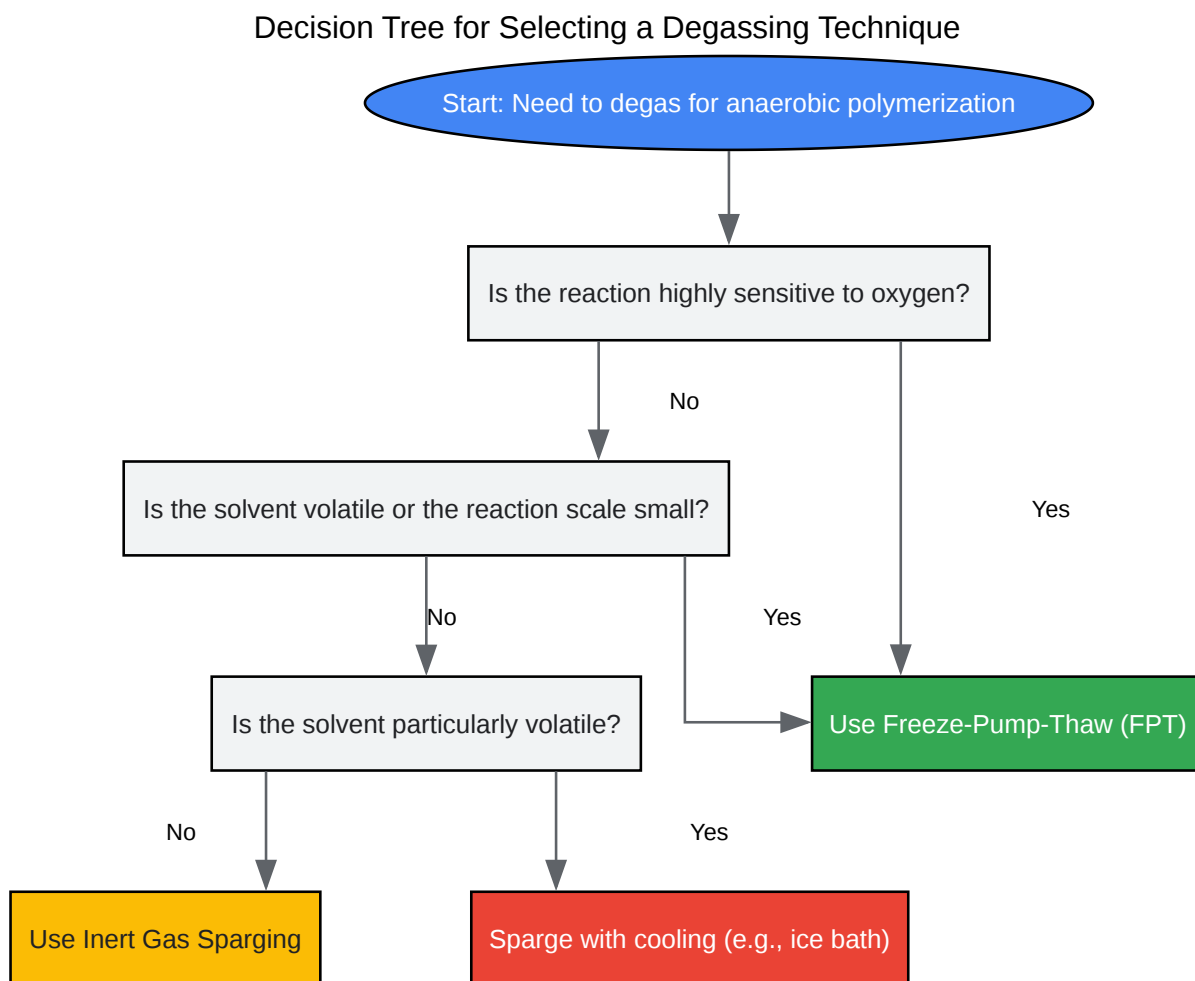 Decision Tree for Selecting a Degassing Technique
Start: Need to degas for anaerobic polymerization
Is the reaction highly sensitive to oxygen?
No
Is the solvent volatile or the reaction scale small?
Yes
No
Yes
Is the solvent particularly volatile?
Use Freeze-Pump-Thaw (FPT)
No
Yes
Use Inert Gas Sparging
Sparge with cooling (e.g., ice bath)